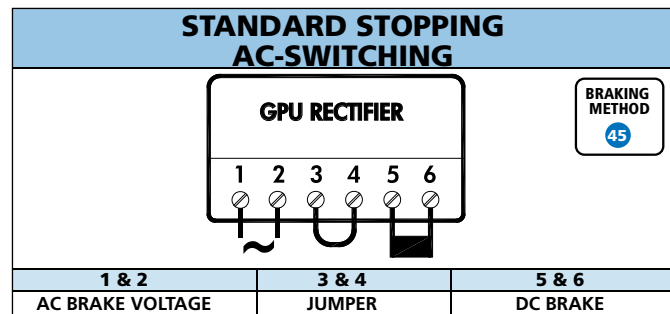 STANDARD STOPPING
AC-SWITCHING
GPU RECTIFIER
BRAKING
METHOD
45
1 2 3 4 5 6
1 & 2 3 & 4 5 & 6
AC BRAKE VOLTAGE JUMPER DC BRAKE